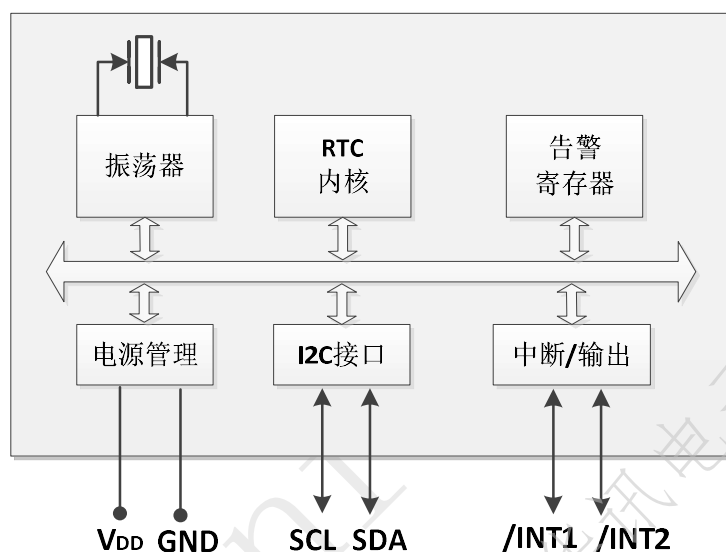 振荡器
RTC
内核
告警
寄存器
电源管理
I2C接口
中断/输出
VDD GND SCL SDA /INT1 /INT2